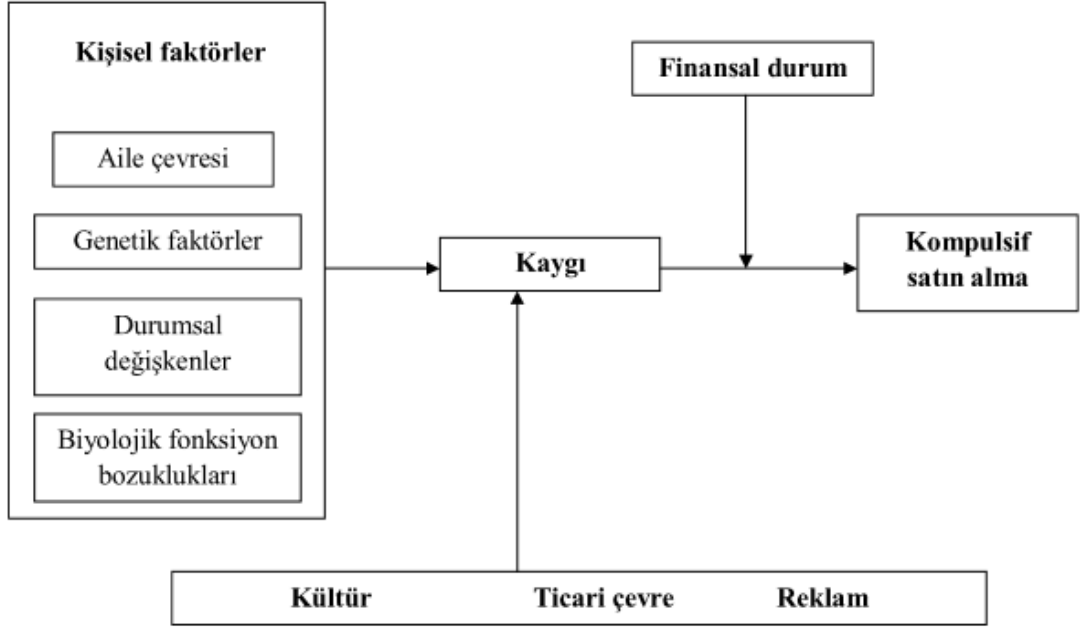 Kişisel faktörler
Aile çevresi
Genetik faktörler
Durumsal
değişkenler
Biyolojik fonksiyon
bozuklukları
Kaygı
Finansal durum
Kompulsif
satın alma
Kültür Ticari çevre Reklam